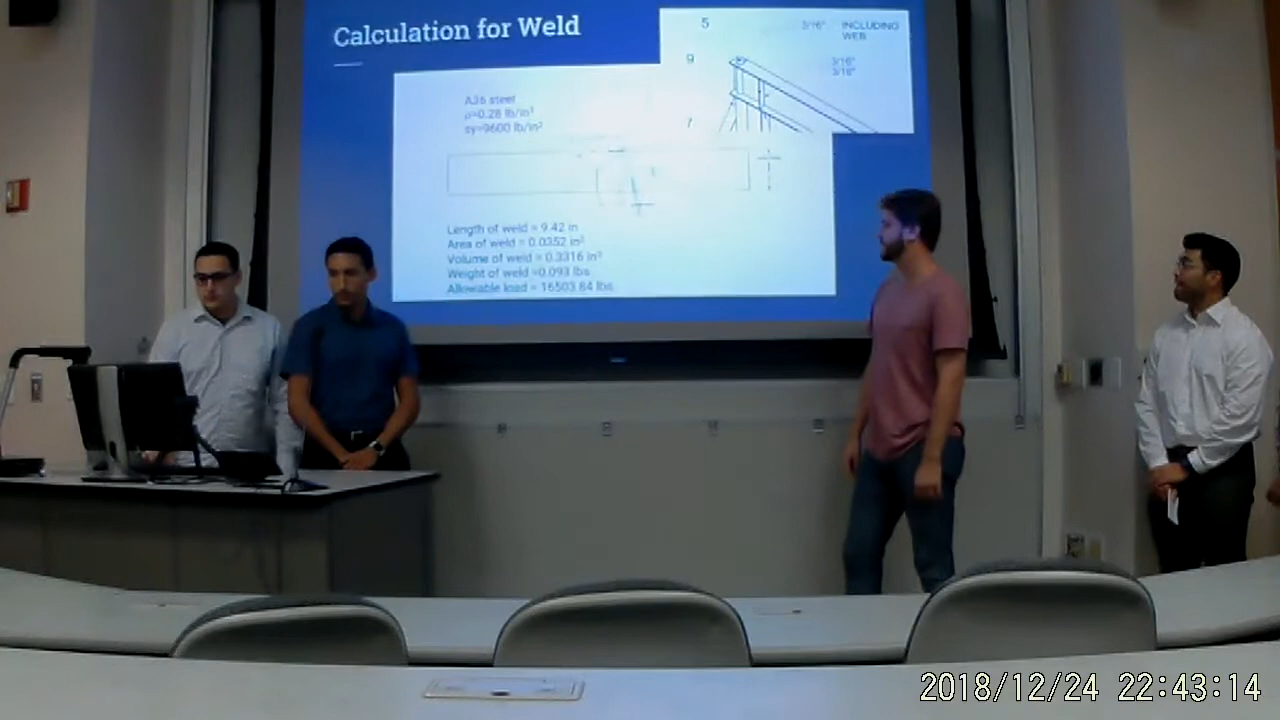 Calculation for Weld
5 3/16" INCLUDING
WEB
9 3/16"
3/16"
7
A36 steel
ρ=0.28 lb/in³
sy=9600 lb/in²
Length of weld = 9.42 in
Area of weld = 0.0352 in²
Volume of weld = 0.3316 in³
Weight of weld =0.093 lbs
Allowable load = 16503.84 lbs
2018/12/24 22:43:14